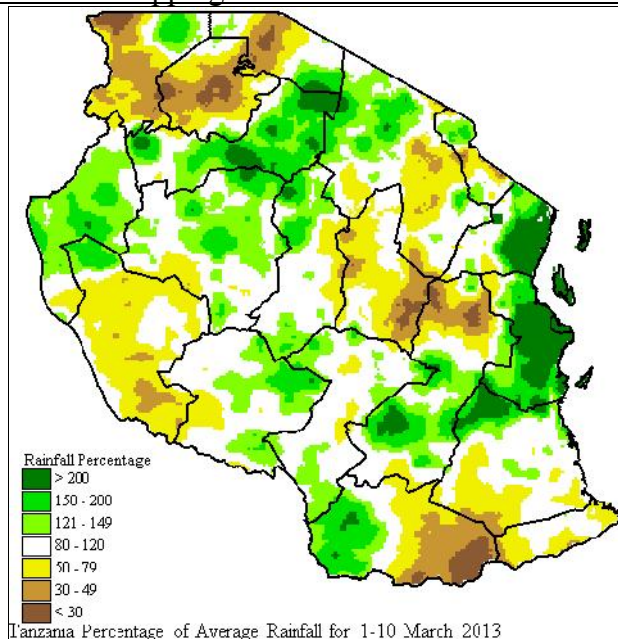 Rainfall Percentage
> 200
150 - 200
121 - 149
80 - 120
50 - 79
30 - 49
< 30
Tanzania Percentage of Average Rainfall for 1-10 March 2013